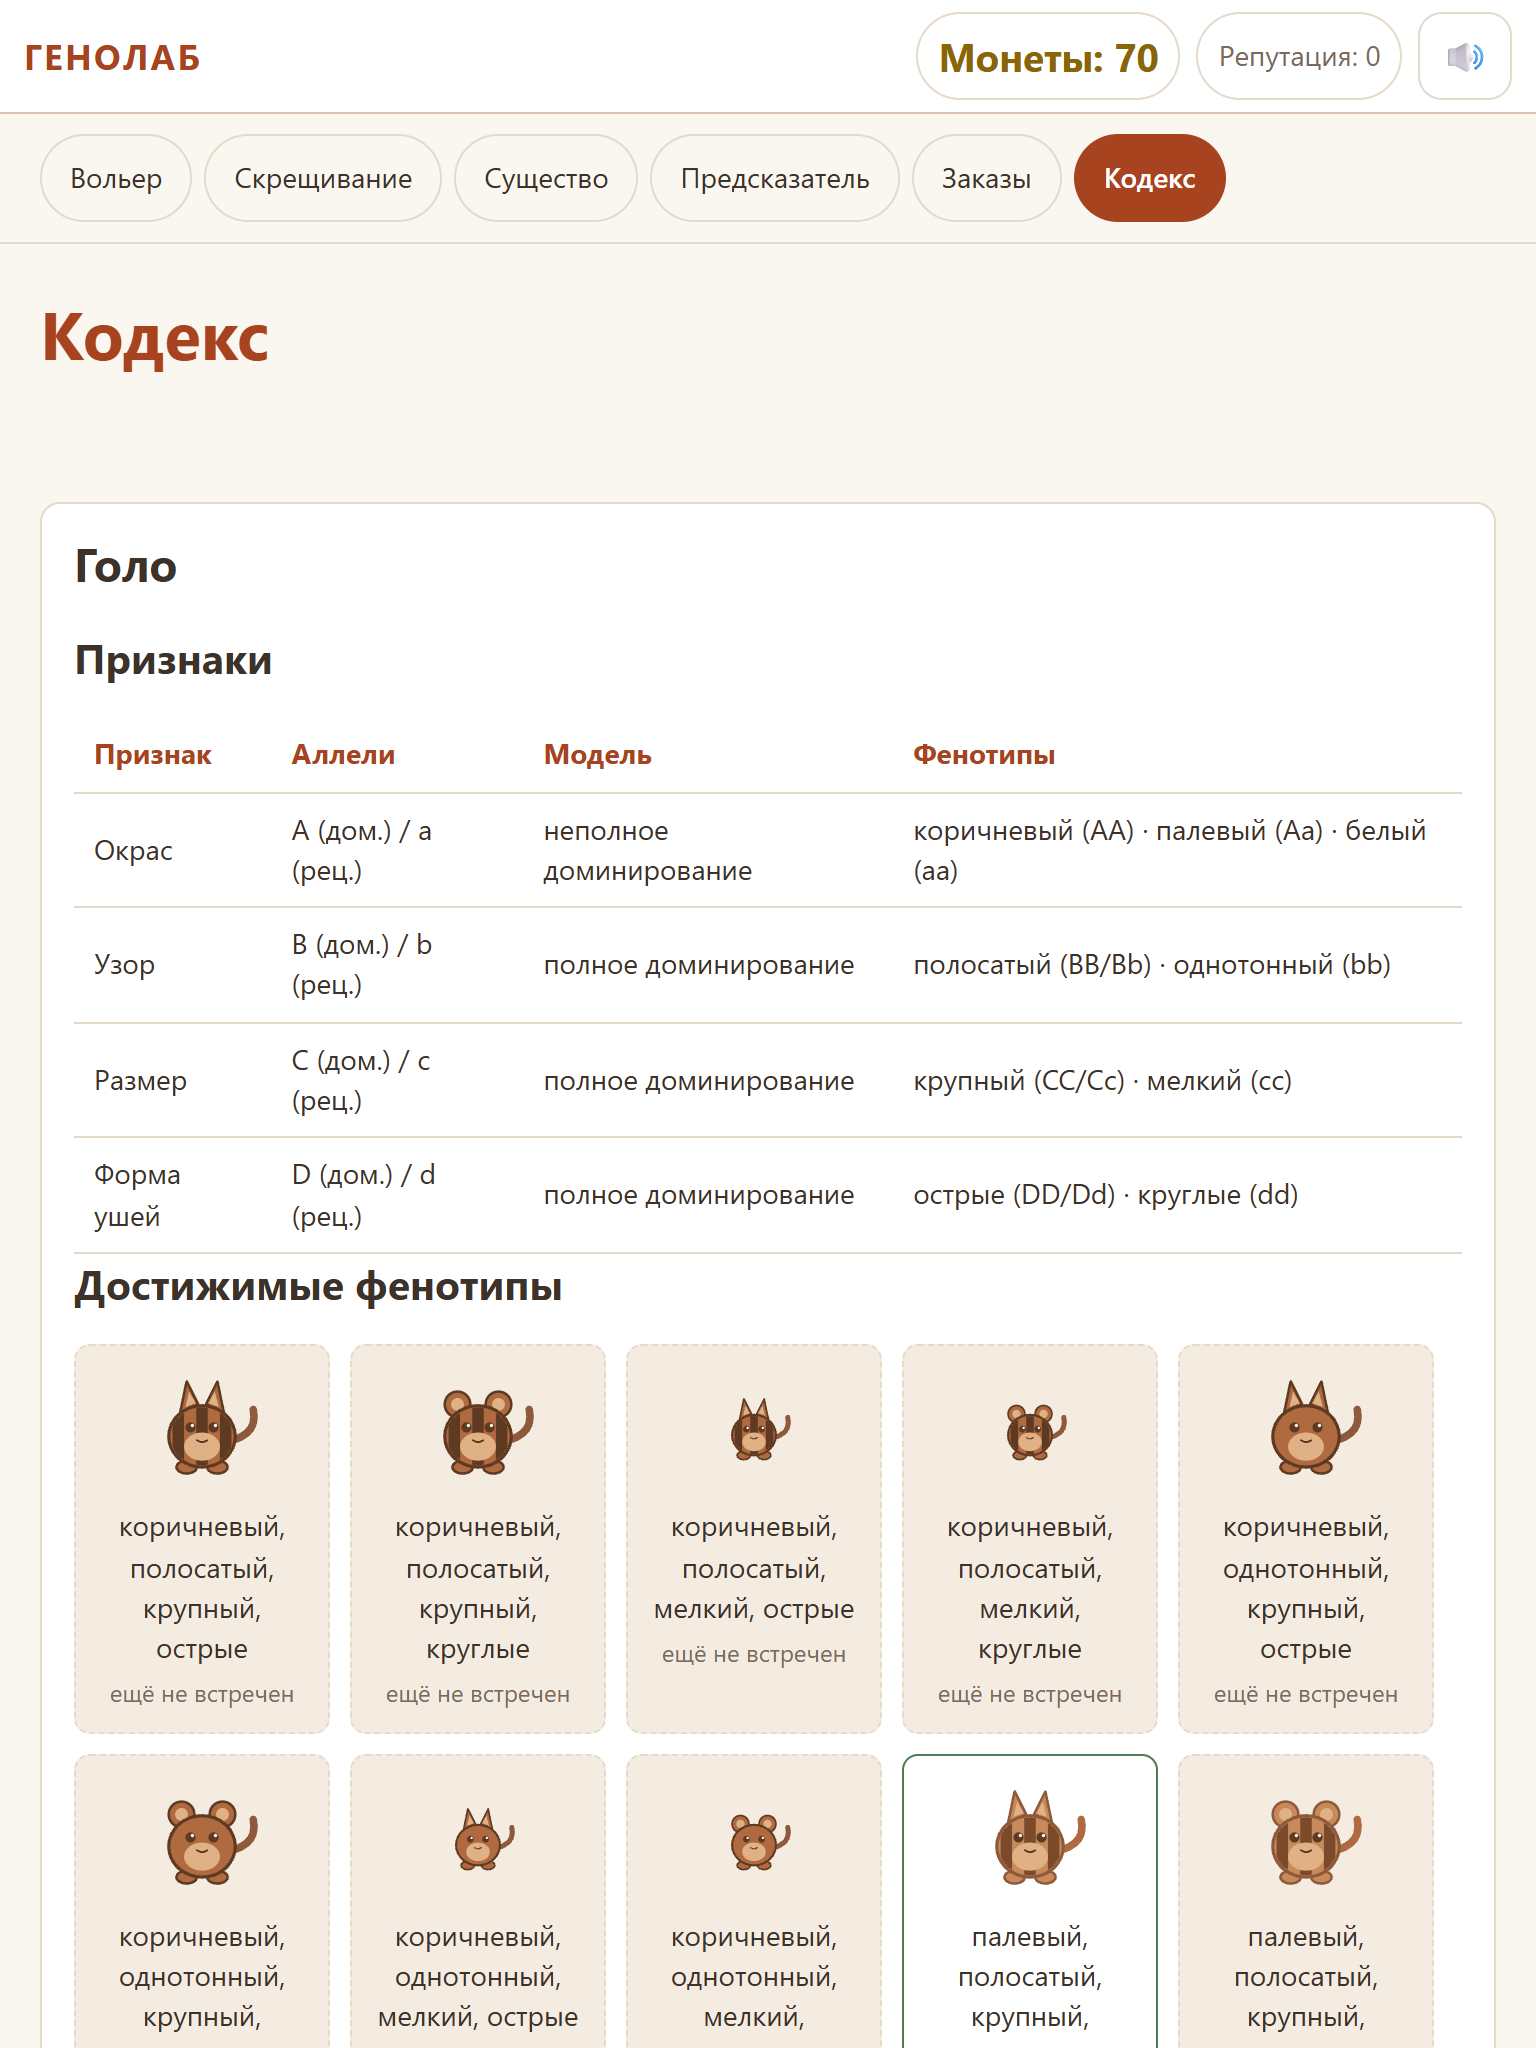 ГЕНОЛАБ
Монеты: 70
Репутация: 0
Вольер
Скрещивание
Существо
Предсказатель
Заказы
Кодекс
Кодекс
Голо
Признаки
Признак
Аллели
Модель
Фенотипы
Окрас
A (дом.) / a
(рец.)
неполное
доминирование
коричневый (AA) · палевый (Aa) · белый
(aa)
Узор
B (дом.) / b
(рец.)
полное доминирование
полосатый (BB/Bb) · однотонный (bb)
Размер
C (дом.) / c
(рец.)
полное доминирование
крупный (CC/Cc) · мелкий (cc)
Форма
ушей
D (дом.) / d
(рец.)
полное доминирование
острые (DD/Dd) · круглые (dd)
Достижимые фенотипы
коричневый,
полосатый,
крупный,
острые
ещё не встречен
коричневый,
полосатый,
крупный,
круглые
ещё не встречен
коричневый,
полосатый,
мелкий, острые
ещё не встречен
коричневый,
полосатый,
мелкий,
круглые
ещё не встречен
коричневый,
однотонный,
крупный,
острые
ещё не встречен
коричневый,
однотонный,
крупный,
коричневый,
однотонный,
мелкий, острые
коричневый,
однотонный,
мелкий,
палевый,
полосатый,
крупный,
палевый,
полосатый,
крупный,